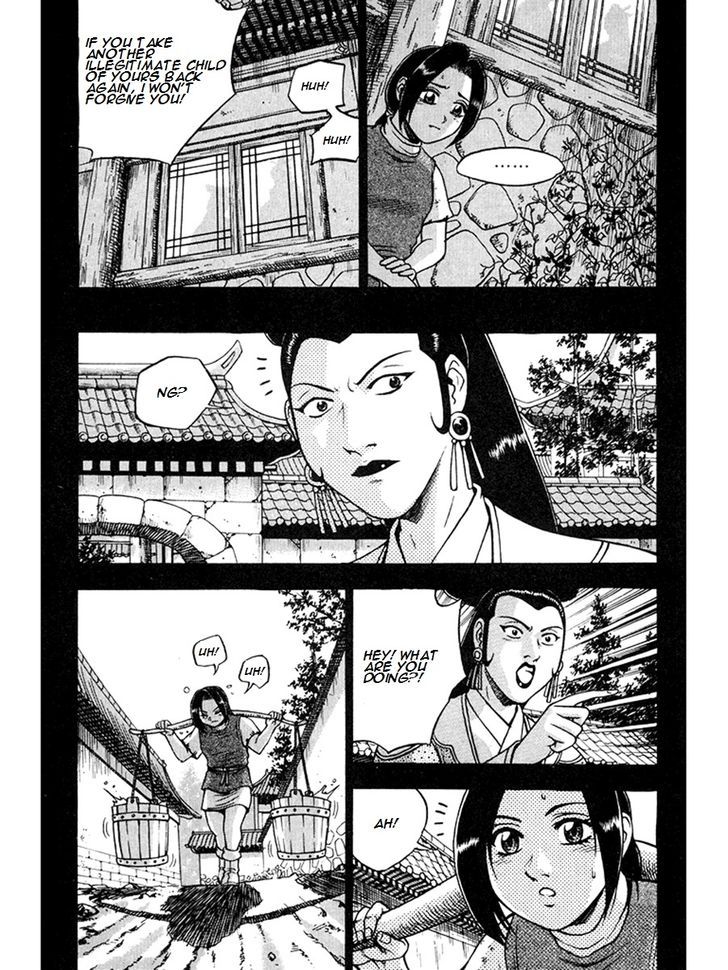 IF YOU TAKE
ANOTHER
ILLEGITIMATE CHILD
OF YOURS BACK
AGAIN, I WON'T
FORGIVE YOU!
HUH!
HUH!
......
NG?
UH!
UH!
HEY! WHAT
ARE YOU
DOING?!
AH!